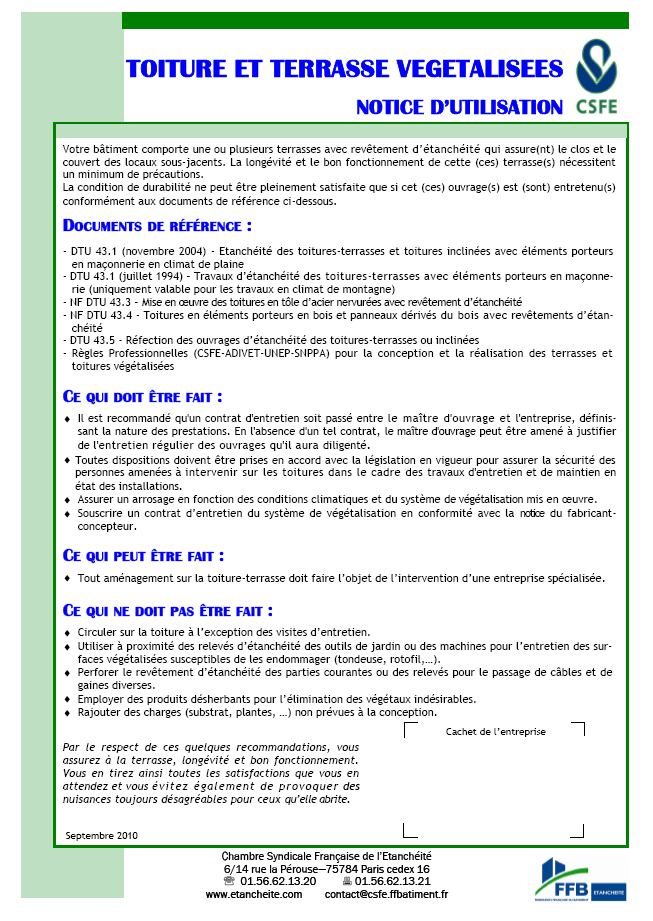 TOITURE ET TERRASSE VEGETALISEES
NOTICE D'UTILISATION
CSFE
Votre bâtiment comporte une ou plusieurs terrasses avec revêtement d'étanchéité qui assure(nt) le clos et le
couvert des locaux sous-jacents. La longévité et le bon fonctionnement de cette (ces) terrasse(s) nécessitent
un minimum de précautions.
La condition de durabilité ne peut être pleinement satisfaite que si cet (ces) ouvrage(s) est (sont) entretenu(s)
conformément aux documents de référence ci-dessous.
DOCUMENTS DE RÉFÉRENCE :
- DTU 43.1 (novembre 2004) - Etanchéité des toitures-terrasses et toitures inclinées avec éléments porteurs
en maçonnerie en climat de plaine
- DTU 43.1 (juillet 1994) - Travaux d'étanchéité des toitures-terrasses avec éléments porteurs en maçonne-
rie (uniquement valable pour les travaux en climat de montagne)
- NF DTU 43.3 - Mise en œuvre des toitures en tôle d'acier nervurées avec revêtement d'étanchéité
- NF DTU 43.4 - Toitures en éléments porteurs en bois et panneaux dérivés du bois avec revêtements d'étan-
chéité
- DTU 43.5 - Réfection des ouvrages d'étanchéité des toitures-terrasses ou inclinées
- Règles Professionnelles (CSFE-ADIVET-UNEP-SNPPA) pour la conception et la réalisation des terrasses et
toitures végétalisées
CE QUI DOIT ÊTRE FAIT :
♦ Il est recommandé qu'un contrat d'entretien soit passé entre le maître d'ouvrage et l'entreprise, définis-
sant la nature des prestations. En l'absence d'un tel contrat, le maître d'ouvrage peut être amené à justifier
de l'entretien régulier des ouvrages qu'il aura diligenté.
♦ Toutes dispositions doivent être prises en accord avec la législation en vigueur pour assurer la sécurité des
personnes amenées à intervenir sur les toitures dans le cadre des travaux d'entretien et de maintien en
état des installations.
♦ Assurer un arrosage en fonction des conditions climatiques et du système de végétalisation mis en œuvre.
♦ Souscrire un contrat d'entretien du système de végétalisation en conformité avec la notice du fabricant-
concepteur.
CE QUI PEUT ÊTRE FAIT :
♦ Tout aménagement sur la toiture-terrasse doit faire l'objet de l'intervention d'une entreprise spécialisée.
CE QUI NE DOIT PAS ÊTRE FAIT :
♦ Circuler sur la toiture à l'exception des visites d'entretien.
♦ Utiliser à proximité des relevés d'étanchéité des outils de jardin ou des machines pour l'entretien des sur-
faces végétalisées susceptibles de les endommager (tondeuse, rotofil,…).
♦ Perforer le revêtement d'étanchéité des parties courantes ou des relevés pour le passage de câbles et de
gaines diverses.
♦ Employer des produits désherbants pour l'élimination des végétaux indésirables.
♦ Rajouter des charges (substrat, plantes, …) non prévues à la conception.
Cachet de l'entreprise
Par le respect de ces quelques recommandations, vous
assurez à la terrasse, longévité et bon fonctionnement.
Vous en tirez ainsi toutes les satisfactions que vous en
attendez et vous évitez également de provoquer des
nuisances toujours désagréables pour ceux qu'elle abrite.
Septembre 2010
Chambre Syndicale Française de l'Etanchéité
6/14 rue la Pérouse—75784 Paris cedex 16
☏ 01.56.62.13.20 🖷 01.56.62.13.21
www.etancheite.com contact@csfe.ffbatiment.fr
FFB ETANCHEITE